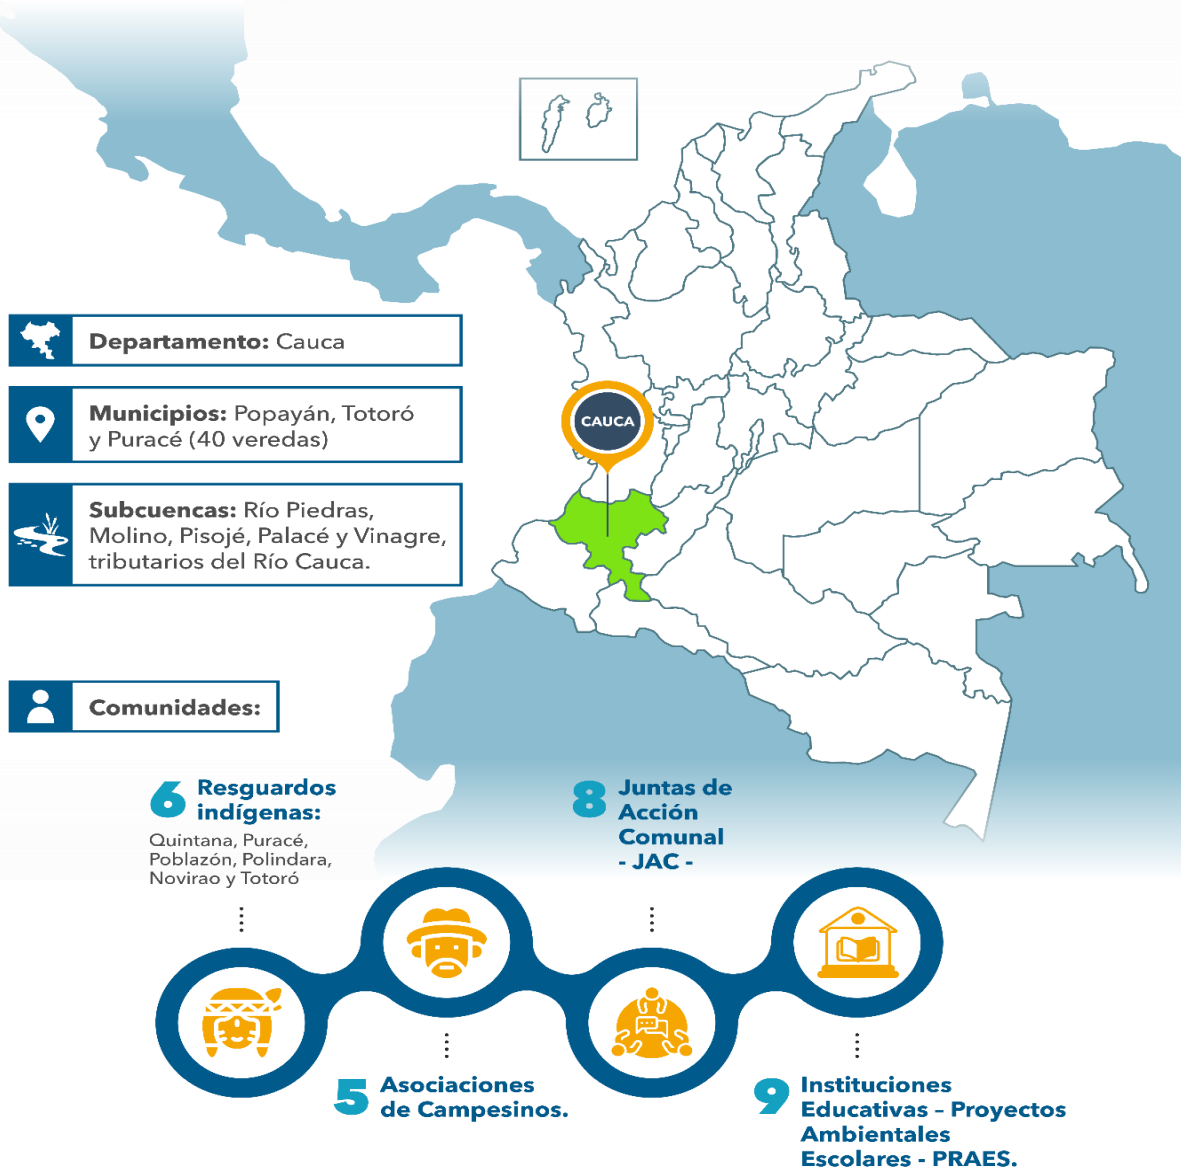 Departamento: Cauca
Municipios: Popayán, Totoró
y Puracé (40 veredas)
CAUCA
Subcuencas: Río Piedras,
Molino, Pisojé, Palacé y Vinagre,
tributarios del Río Cauca.
Comunidades:
6 Resguardos
indígenas:
Quintana, Puracé,
Poblazón, Polindara,
Novirao y Totoró
8 Juntas de
Acción
Comunal
- JAC -
5 Asociaciones
de Campesinos.
9 Instituciones
Educativas – Proyectos
Ambientales
Escolares - PRAES.